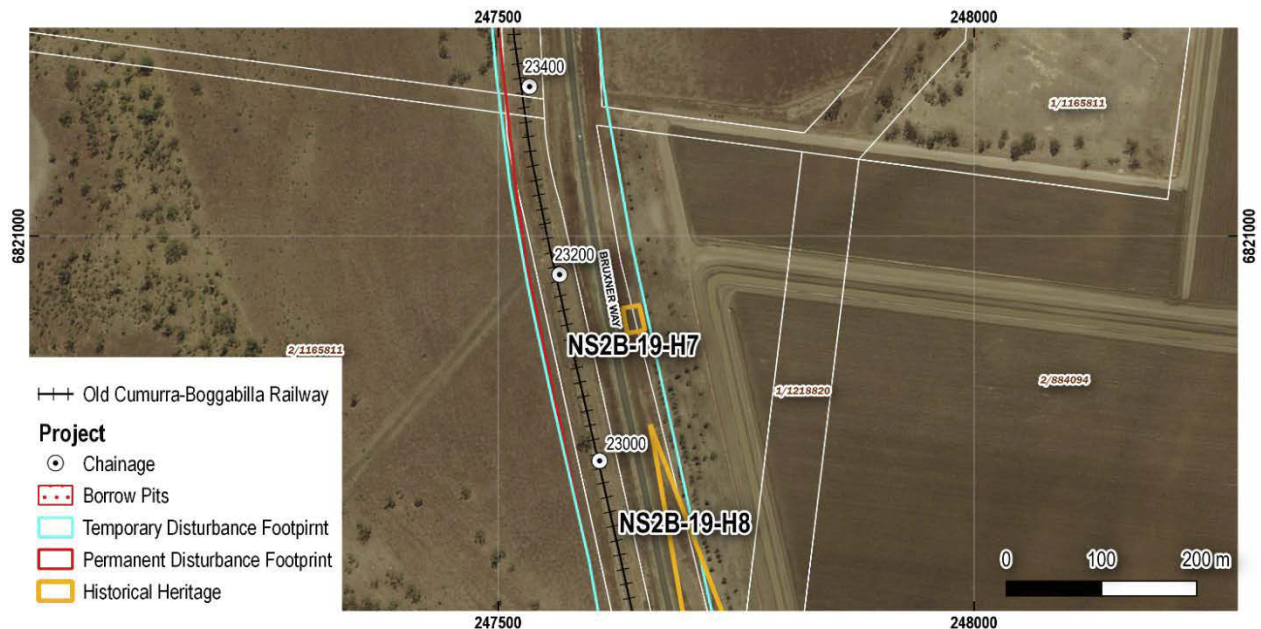 247500
248000
23400
1/1165811
6821000
6821000
23200
BRUXNER WAY
NS2B-19-H7
2/1165811
1/1218820
2/884094
Old Cumurra-Boggabilla Railway
Project
Chainage
23000
Borrow Pits
NS2B-19-H8
Temporary Disturbance Footpirnt
Permanent Disturbance Footprint
Historical Heritage
0 100 200 m
247500
248000